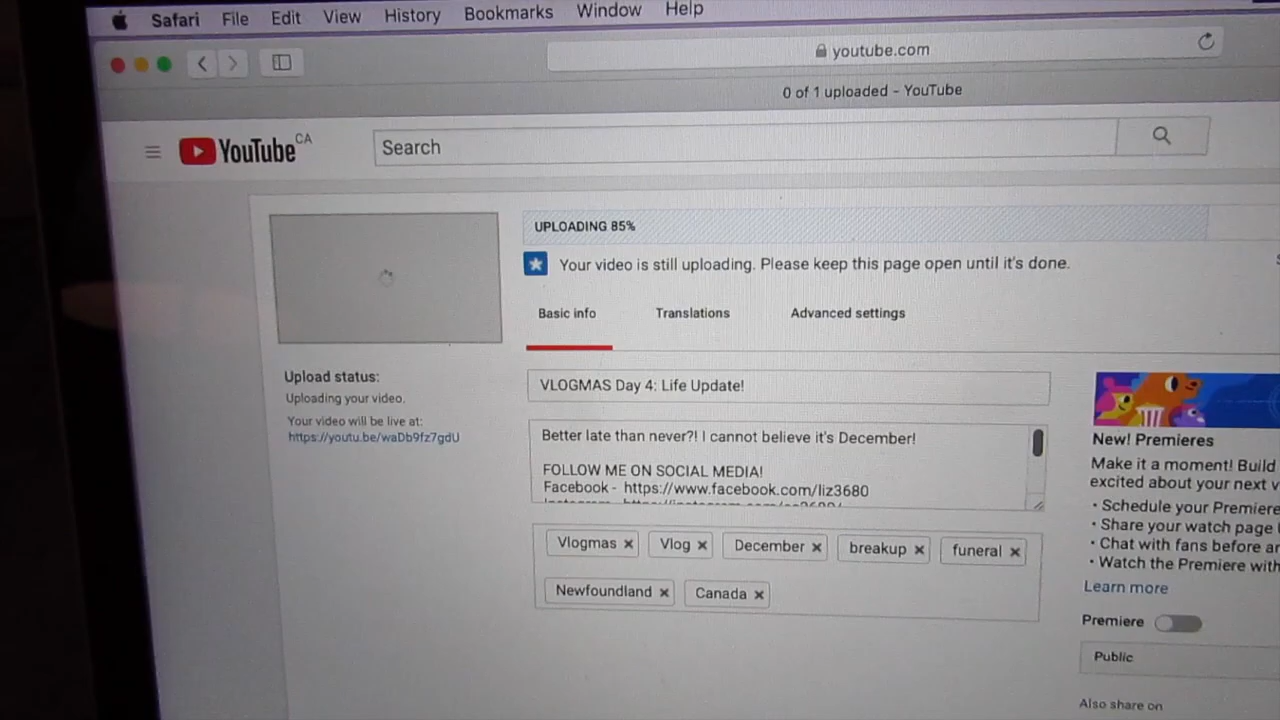 Safari File Edit View History Bookmarks Window Help
youtube.com
0 of 1 uploaded - YouTube
YouTube CA
Search
UPLOADING 85%
Your video is still uploading. Please keep this page open until it's done.
Basic info Translations Advanced settings
Upload status:
Uploading your video.
Your video will be live at:
https://youtu.be/waDb9fz7gdU
VLOGMAS Day 4: Life Update!
Better late than never?! I cannot believe it's December!
FOLLOW ME ON SOCIAL MEDIA!
Facebook - https://www.facebook.com/liz3680
Vlogmas × Vlog × December × breakup × funeral ×
Newfoundland × Canada ×
New! Premieres
Make it a moment! Build
excited about your next
• Schedule your Premiere
• Share your watch page
• Chat with fans before
• Watch the Premiere with
Learn more
Premiere
Public
Also share on